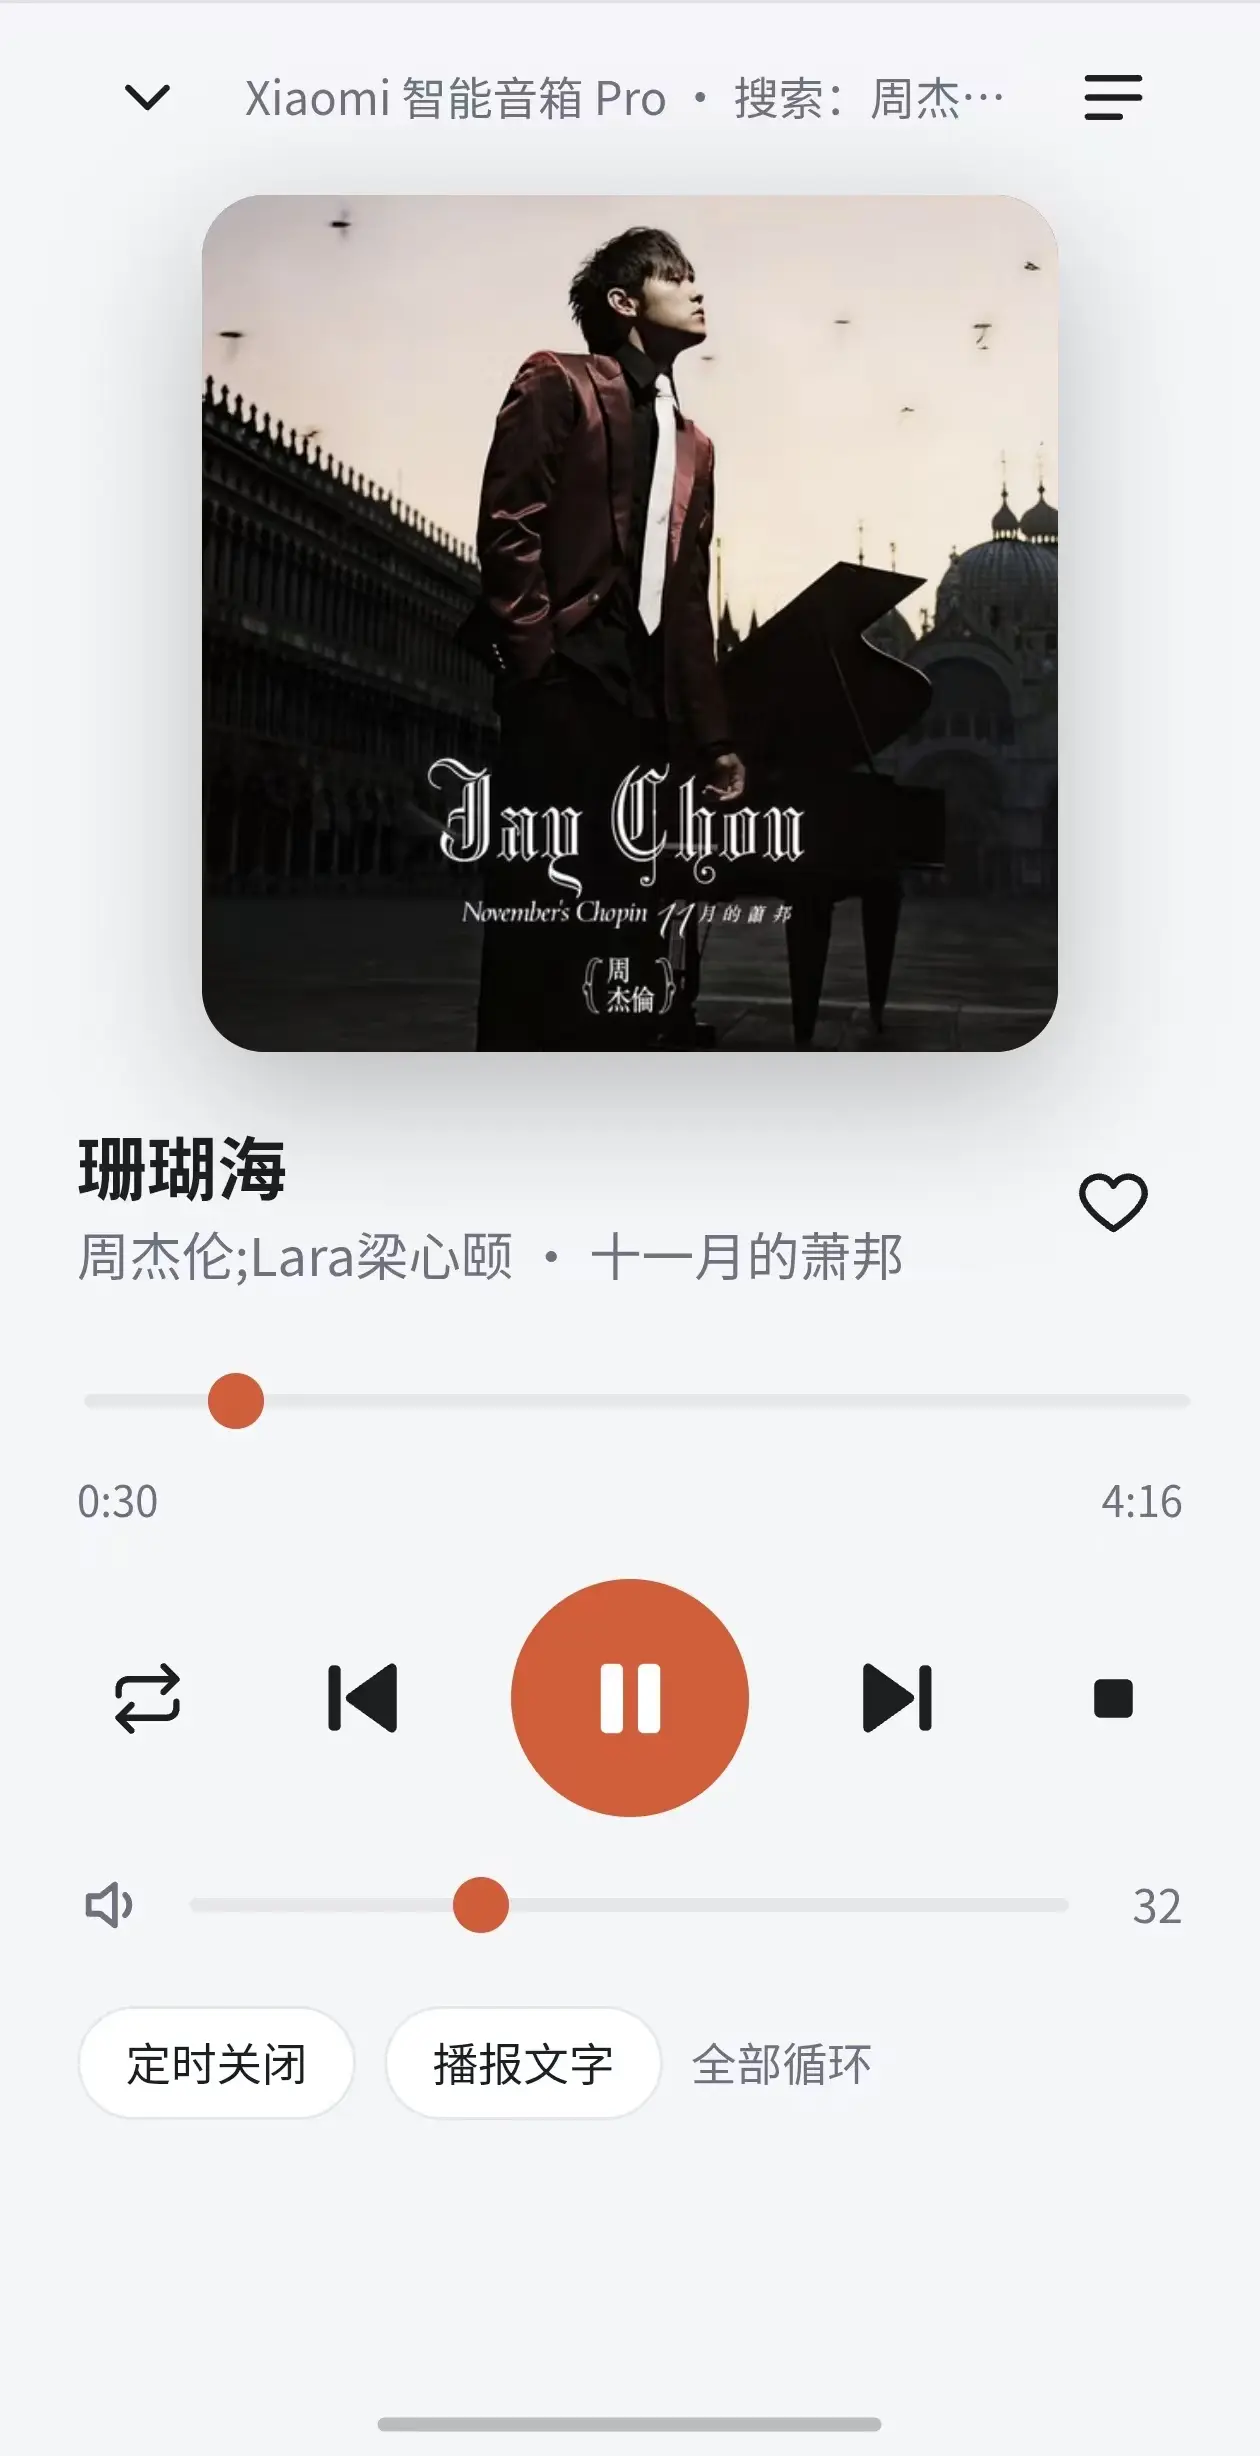 Xiaomi 智能音箱 Pro • 搜索：周杰…
Jay Chou
November's Chopin 11月的蕭邦
周
杰倫
珊瑚海
周杰伦;Lara梁心颐 • 十一月的萧邦
0:30 4:16
32
定时关闭 播报文字 全部循环